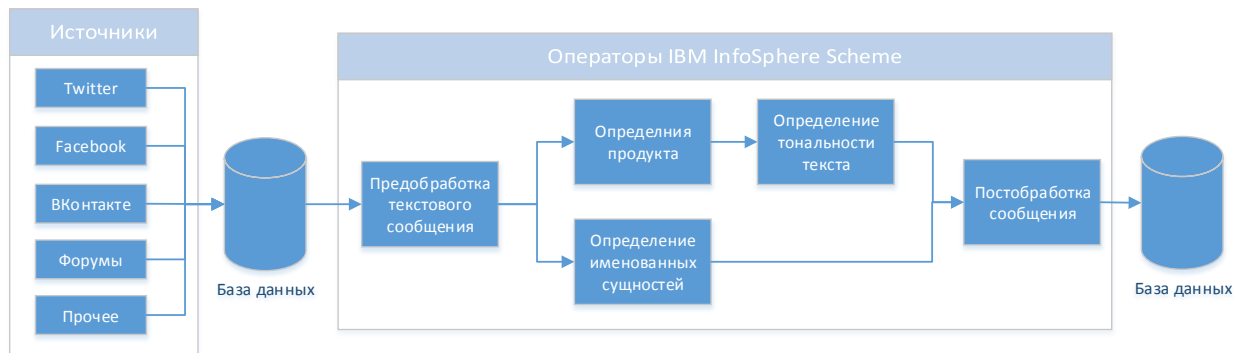 Источники
Twitter
Facebook
ВКонтакте
Форумы
Прочее
База данных
Операторы IBM InfoSphere Scheme
Предобработка
текстового
сообщения
Определния
продукта
Определение
тональности
текста
Определение
именованных
сущностей
Постобработка
сообщения
База данных